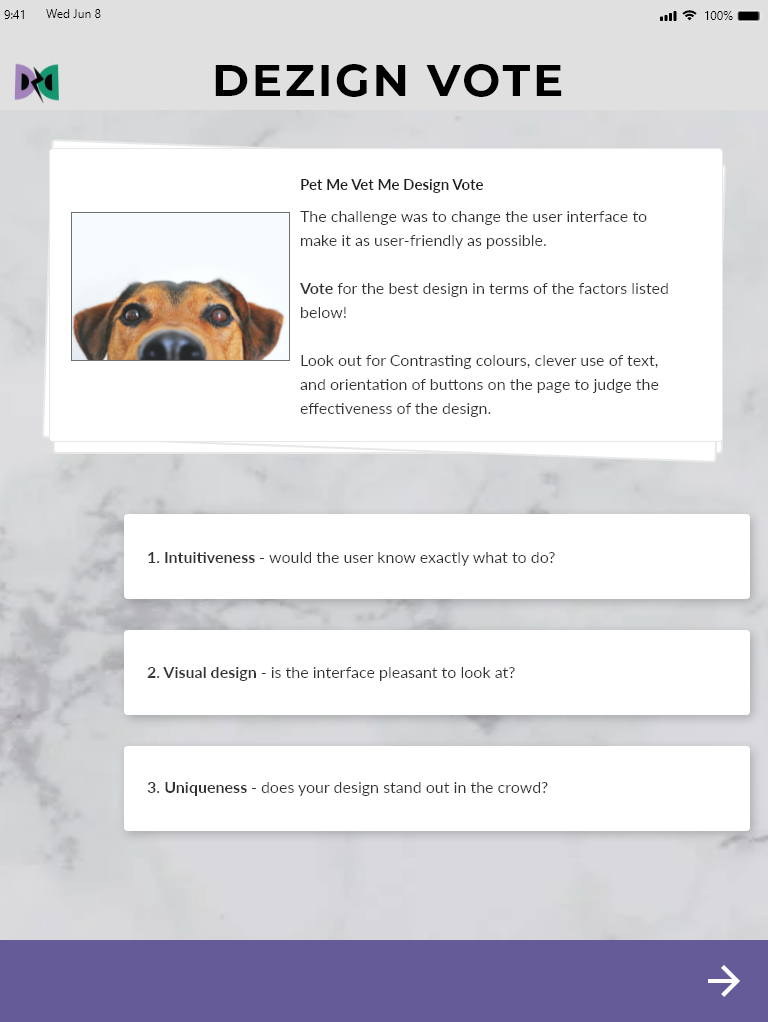 9:41 Wed Jun 8 100%
DEZIGN VOTE
Pet Me Vet Me Design Vote
The challenge was to change the user interface to
make it as user-friendly as possible.
Vote for the best design in terms of the factors listed
below!
Look out for Contrasting colours, clever use of text,
and orientation of buttons on the page to judge the
effectiveness of the design.
1. Intuitiveness - would the user know exactly what to do?
2. Visual design - is the interface pleasant to look at?
3. Uniqueness - does your design stand out in the crowd?